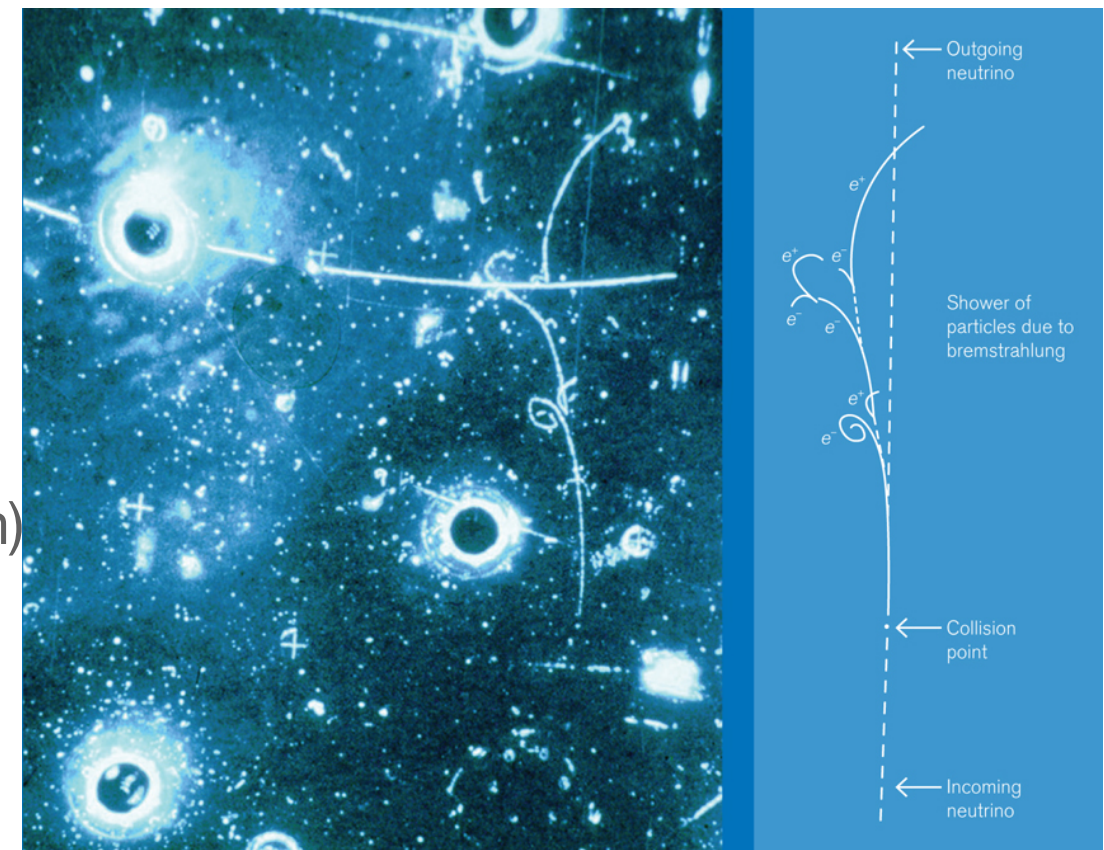 Outgoing
neutrino
e⁺
e⁺
e⁻
Shower of
particles due to
bremstrahlung
e⁻
e⁻
e⁺
e⁻
n)
Collision
point
Incoming
neutrino